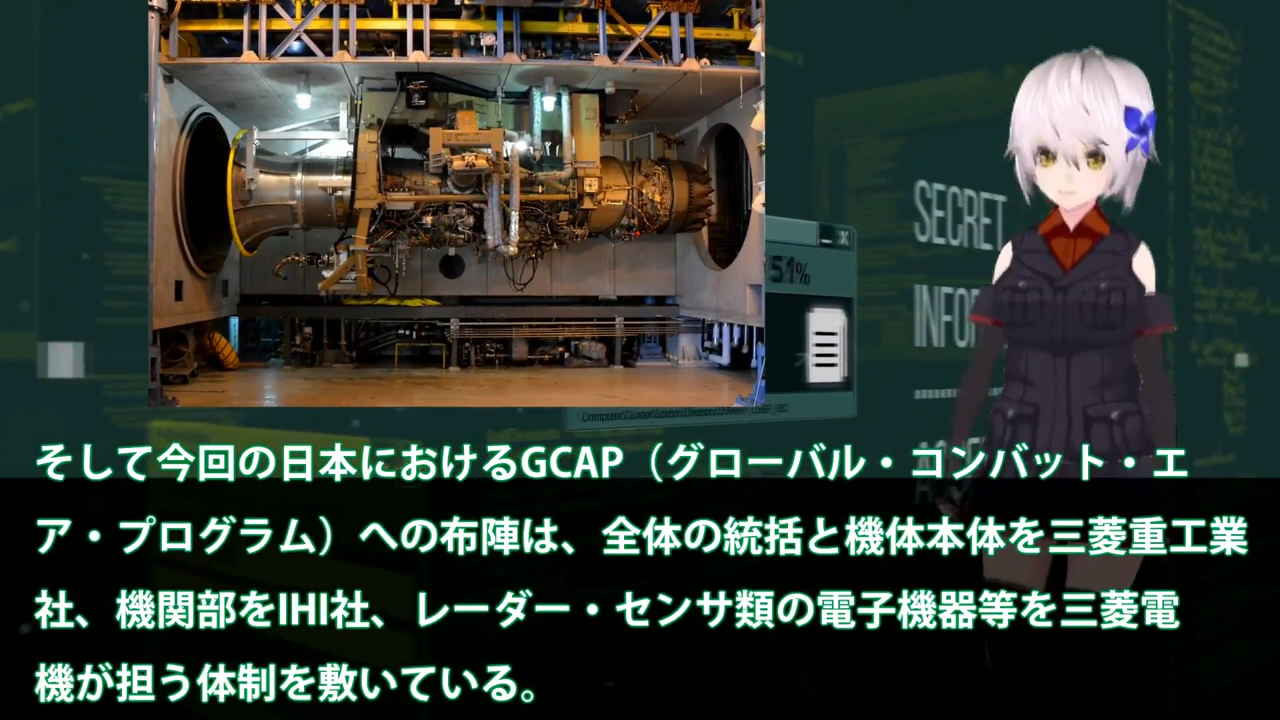 SECRET
51%
そして今回の日本におけるGCAP（グローバル・コンバット・エ
ア・プログラム）への布陣は、全体の統括と機体本体を三菱重工業
社、機関部をIHI社、レーダー・センサ類の電子機器等を三菱電
機が担う体制を敷いている。